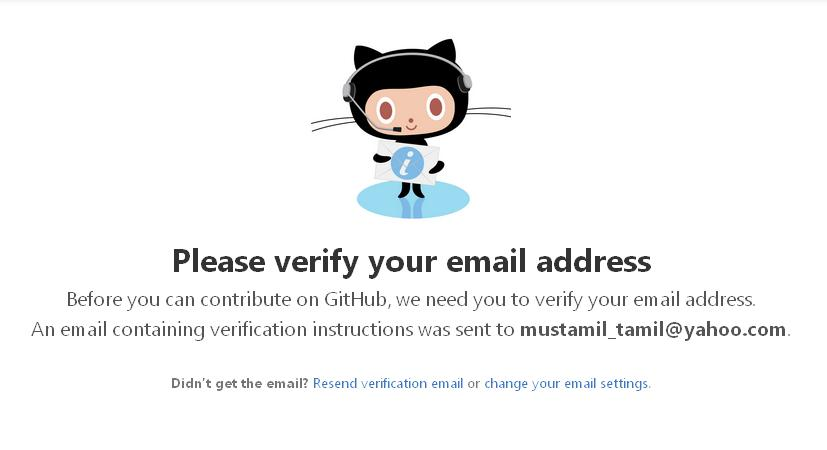 i
Please verify your email address
Before you can contribute on GitHub, we need you to verify your email address.
An email containing verification instructions was sent to mustamil_tamil@yahoo.com.
Didn't get the email? Resend verification email or change your email settings.